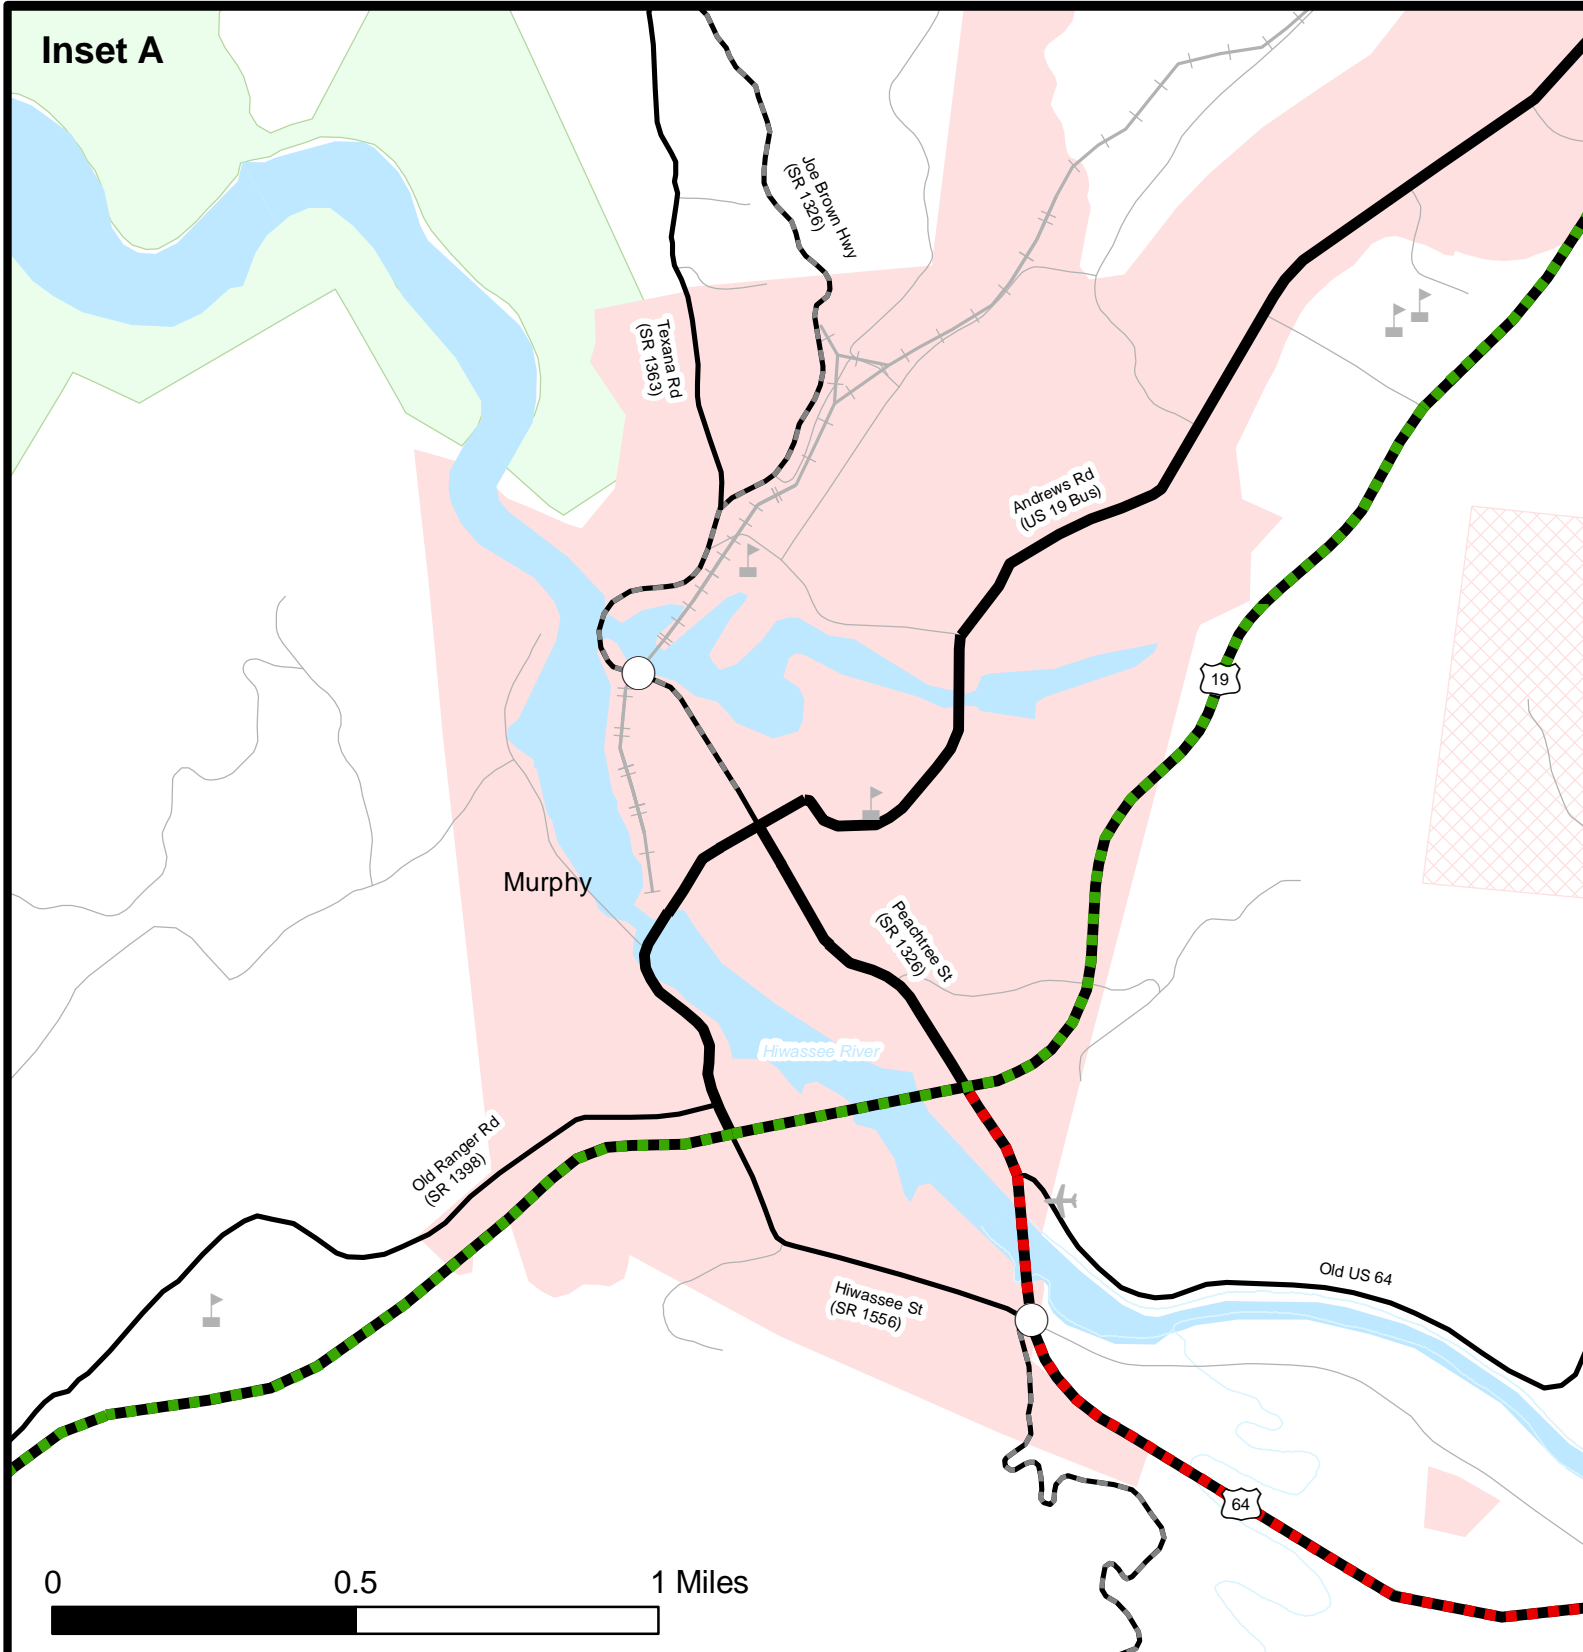 Inset A
Joe Brown Hwy
(SR 1326)
Texana Rd
(SR 1363)
Andrews Rd
(US 19 Bus)
19
Murphy
Peachtree St
(SR 1326)
Hiwassee River
Old Ranger Rd
(SR 1398)
Old US 64
Hiwassee St
(SR 1556)
64
0 0.5 1 Miles